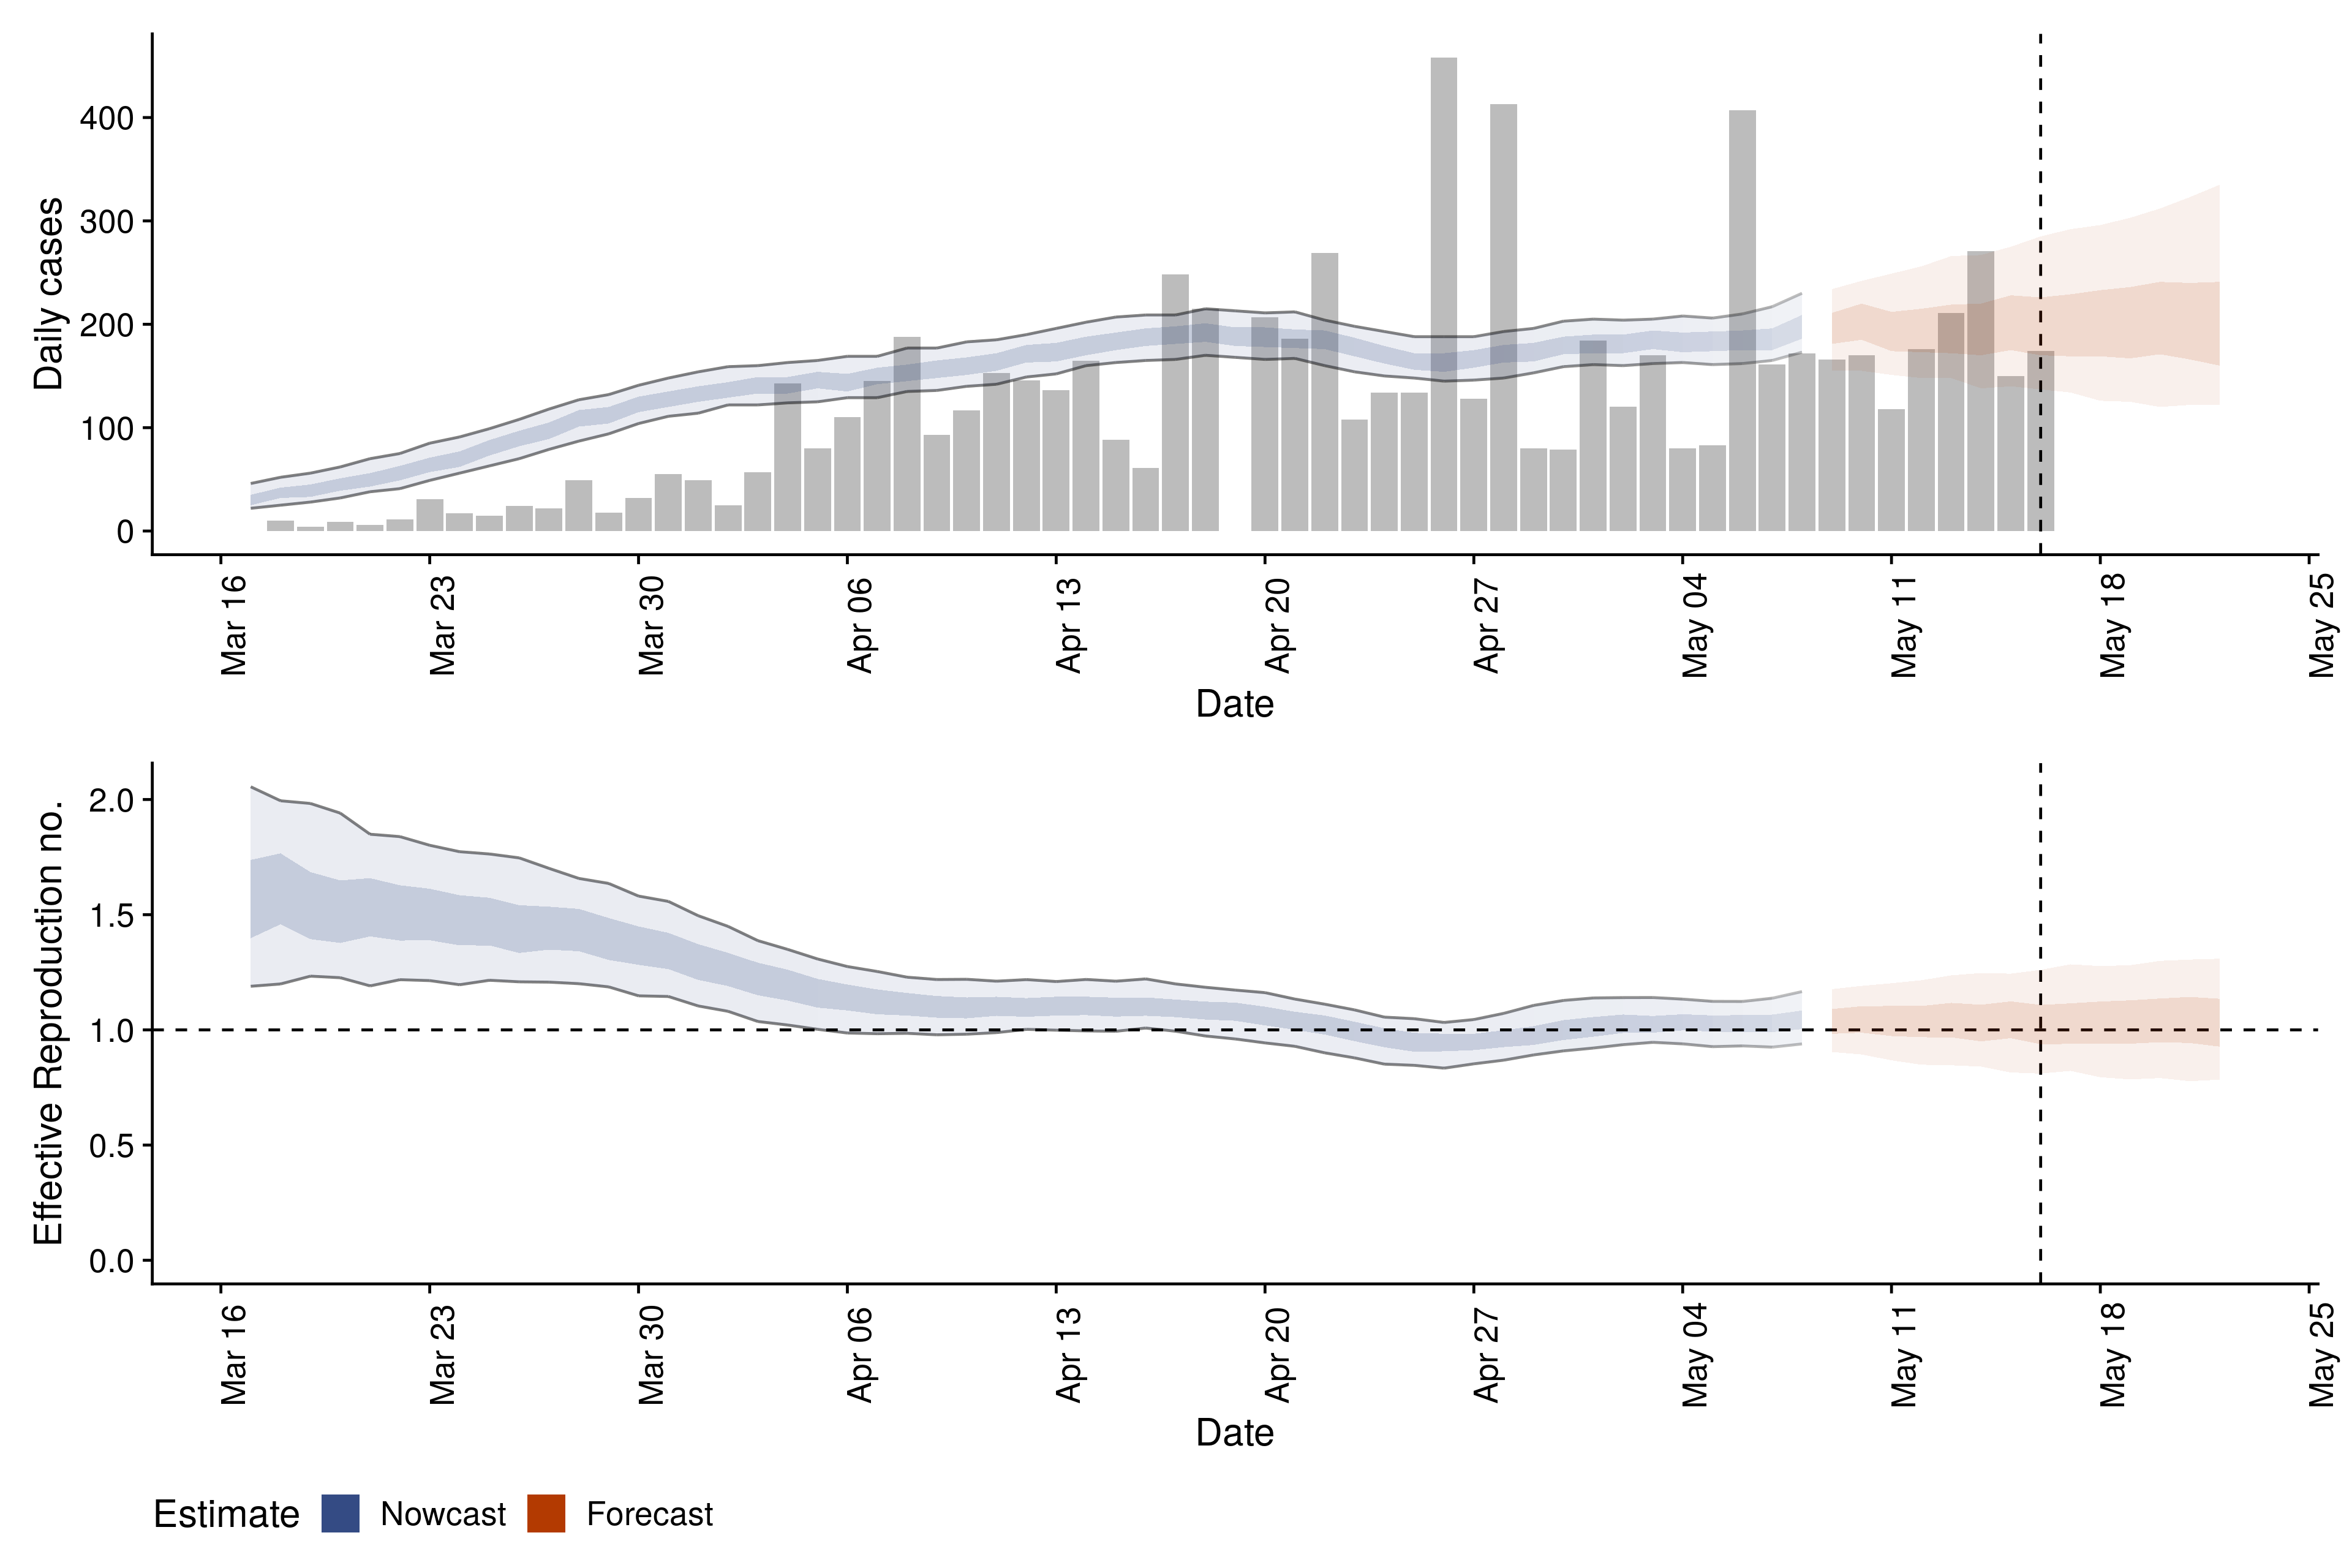 Daily cases
400
300
200
100
0
Mar 16
Mar 23
Mar 30
Apr 06
Apr 13
Apr 20
Apr 27
May 04
May 11
May 18
May 25
Date
Effective Reproduction no.
2.0
1.5
1.0
0.5
0.0
Mar 16
Mar 23
Mar 30
Apr 06
Apr 13
Apr 20
Apr 27
May 04
May 11
May 18
May 25
Date
Estimate Nowcast Forecast